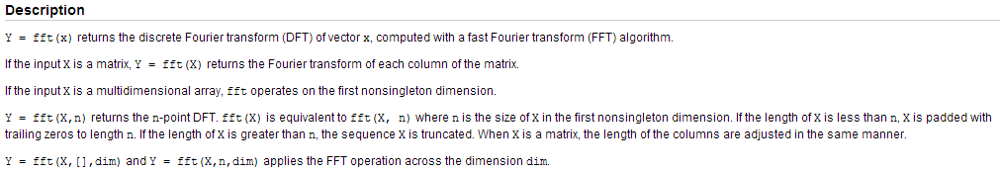 Description
Y = fft(x) returns the discrete Fourier transform (DFT) of vector x, computed with a fast Fourier transform (FFT) algorithm.
If the input X is a matrix, Y = fft(X) returns the Fourier transform of each column of the matrix.
If the input X is a multidimensional array, fft operates on the first nonsingleton dimension.
Y = fft(X,n) returns the n-point DFT. fft(X) is equivalent to fft(X, n) where n is the size of X in the first nonsingleton dimension. If the length of X is less than n, X is padded with
trailing zeros to length n. If the length of X is greater than n, the sequence X is truncated. When X is a matrix, the length of the columns are adjusted in the same manner.
Y = fft(X,[],dim) and Y = fft(X,n,dim) applies the FFT operation across the dimension dim.